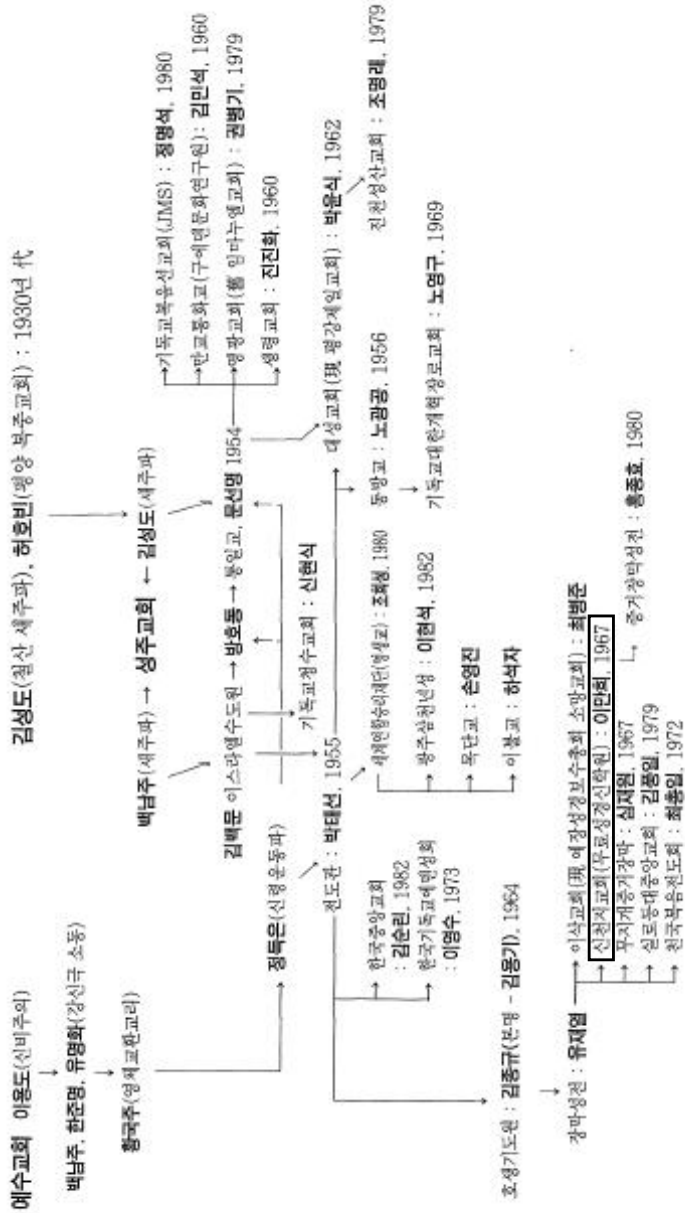 예수교회 이용도(신비주의)
백남주, 한준명, 유명화(강신극 소동)
황국주(영체교환교리)
정득은(신령운동파)
김성도(철산 새주파), 허호빈(평양 복중교회) : 1930년 代
백남주(새주파) → 성주교회 ← 김성도(새주파)
김백문 이스라엘수도원 → 방호동 → 통일교, 문선명 1954
기독교복음선교회(JMS) : 정명석, 1980
만교통화교(구에덴문화연구원) : 김민석, 1960
영광교회(舊 임마누엘교회) : 권병기, 1979
생령교회 : 진진화, 1960
기독교청수교회 : 신현식
전도관 : 박태선, 1955
대성교회(現 평강제일교회) : 박윤식, 1962
진천성산교회 : 조명래, 1979
동방교 : 노광공, 1956
기독교대한개혁장로교회 : 노영구, 1969
세계연합승리제단(영생교) : 조희성, 1980
광주삼천년성 : 이현석, 1982
목단교 : 손영진
이불교 : 하석자
한국중앙교회
: 김순린, 1982
한국기독교에덴성회
: 이영수, 1973
호생기도원 : 김종규(본명 - 김용기), 1964
장막성전 : 유재열
이삭교회(現 예장성경보수총회 소망교회) : 최범준
신천지교회(무료성경신학원) : 이만희, 1967
무지개증거장막 : 심재원, 1967
증거장막성전 : 홍종효, 1980
실로등대중앙교회 : 김풍일, 1979
천국복음전도회 : 최총일, 1972